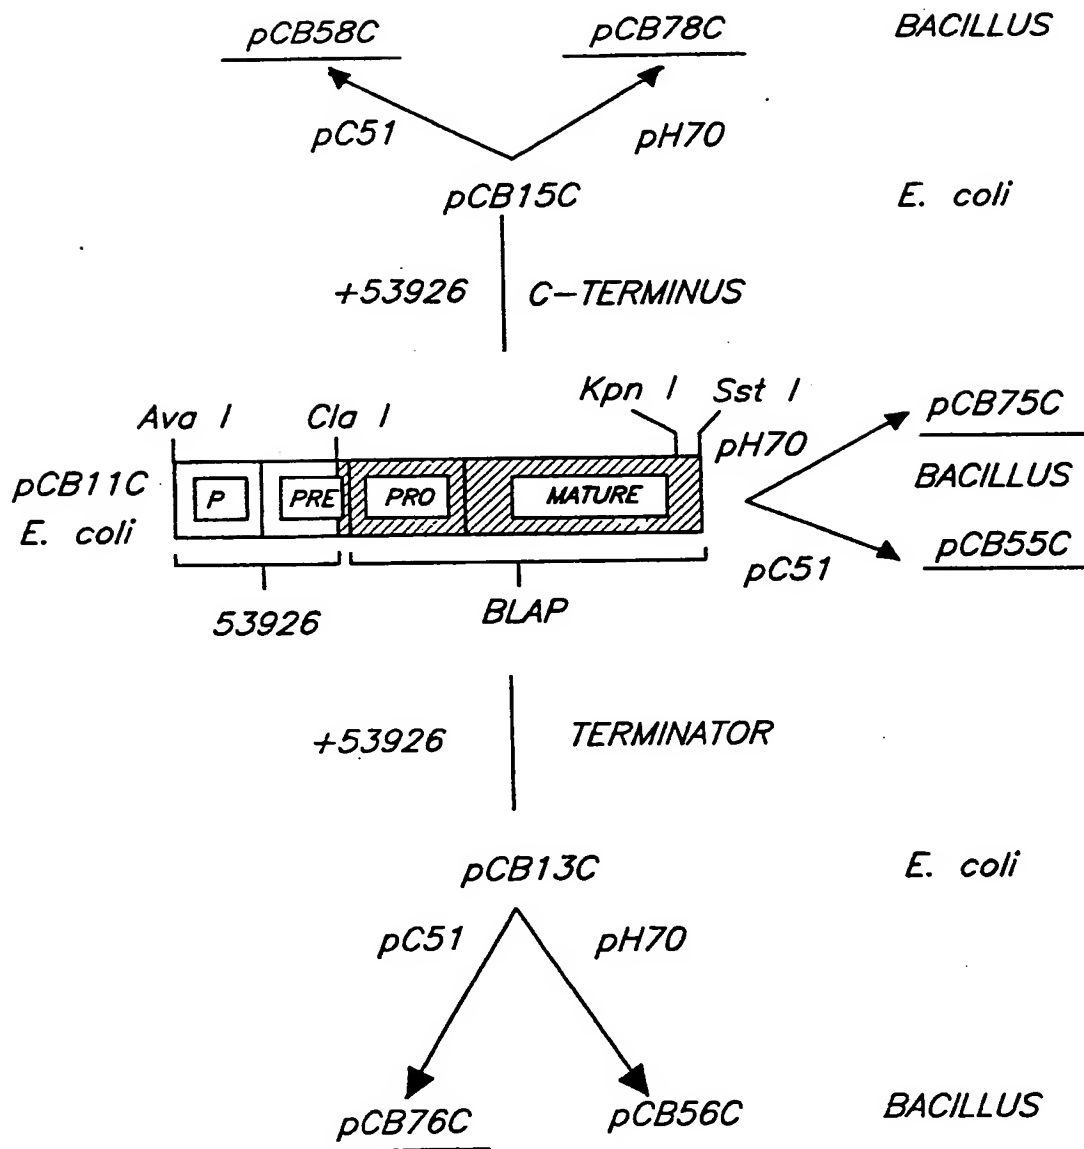 pCB58C pCB78C BACILLUS
pC51 pH70
pCB15C E. coli
+53926 C-TERMINUS
Kpn I Sst I
Ava I Cla I
pH70 pCB75C
pCB11C P PRE PRO MATURE BACILLUS
E. coli
pC51 pCB55C
53926 BLAP
+53926 TERMINATOR
pCB13C E. coli
pC51 pH70
pCB76C pCB56C BACILLUS